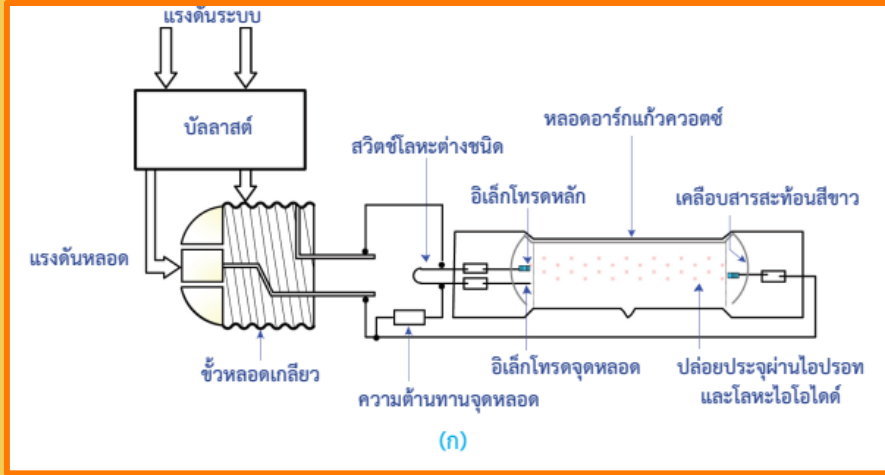 แรงดันระบบ
บัลลาสต์
หลอดอาร์กแก้วควอตซ์
สวิตช์โลหะต่างชนิด
อิเล็กโทรดหลัก
เคลือบสารสะท้อนสีขาว
แรงดันหลอด
ขั้วหลอดเกลียว
อิเล็กโทรดจุดหลอด
ปล่อยประจุผ่านไอปรอท
และโลหะไอโอไดด์
ความต้านทานจุดหลอด
(ก)